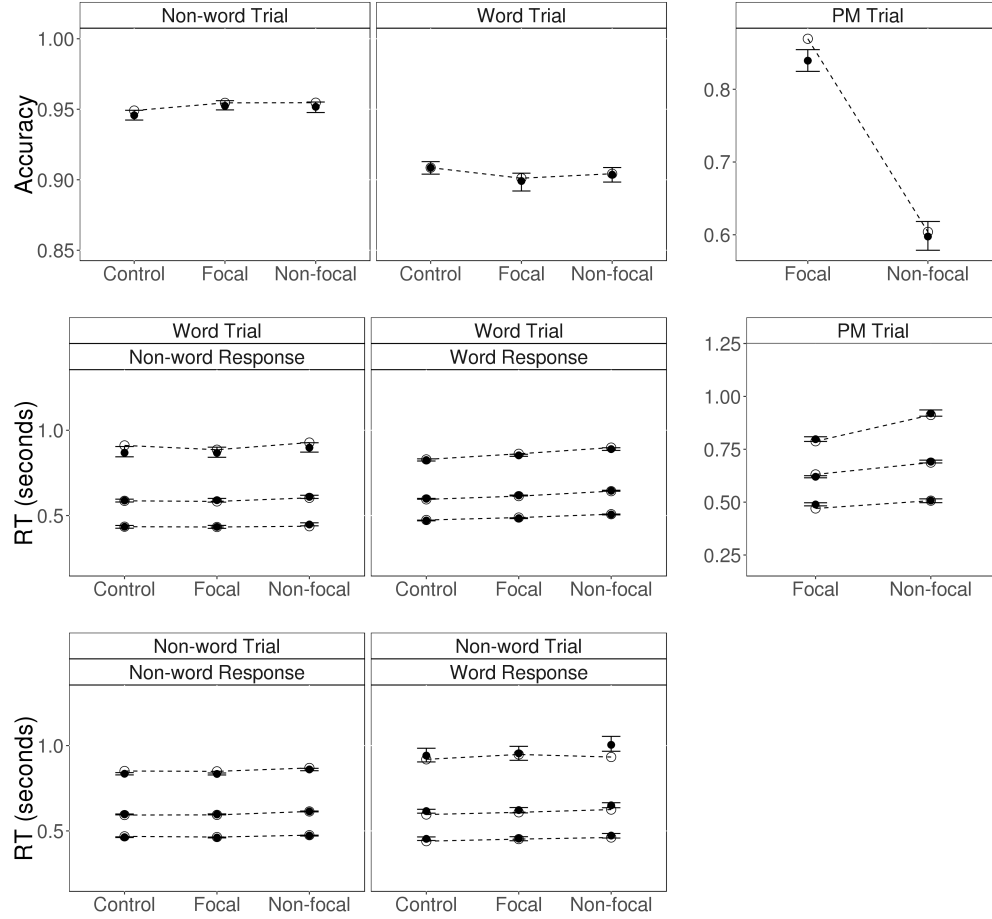 Non-word Trial
Word Trial
PM Trial
Accuracy
1.00
0.95
0.90
0.85
0.8
0.7
0.6
Control Focal Non-focal
Control Focal Non-focal
Focal Non-focal
Word Trial
Non-word Response
Word Trial
Word Response
PM Trial
RT (seconds)
1.0
0.5
1.25
1.00
0.75
0.50
0.25
Control Focal Non-focal
Control Focal Non-focal
Focal Non-focal
Non-word Trial
Non-word Response
Non-word Trial
Word Response
RT (seconds)
1.0
0.5
Control Focal Non-focal
Control Focal Non-focal